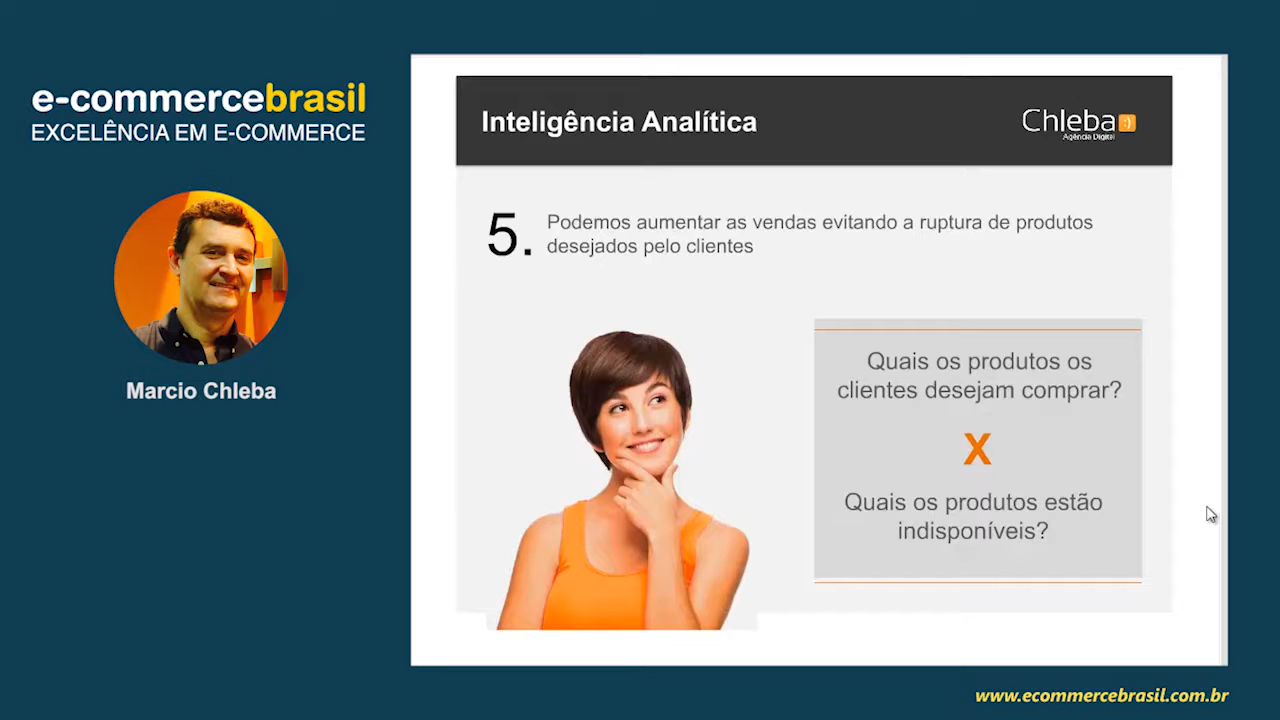 e-commercebrasil
EXCELÊNCIA EM E-COMMERCE
Marcio Chleba
Inteligência Analítica
Chleba :)
Agência Digital
5.
Podemos aumentar as vendas evitando a ruptura de produtos
desejados pelo clientes
Quais os produtos os
clientes desejam comprar?
X
Quais os produtos estão
indisponíveis?
www.ecommercebrasil.com.br